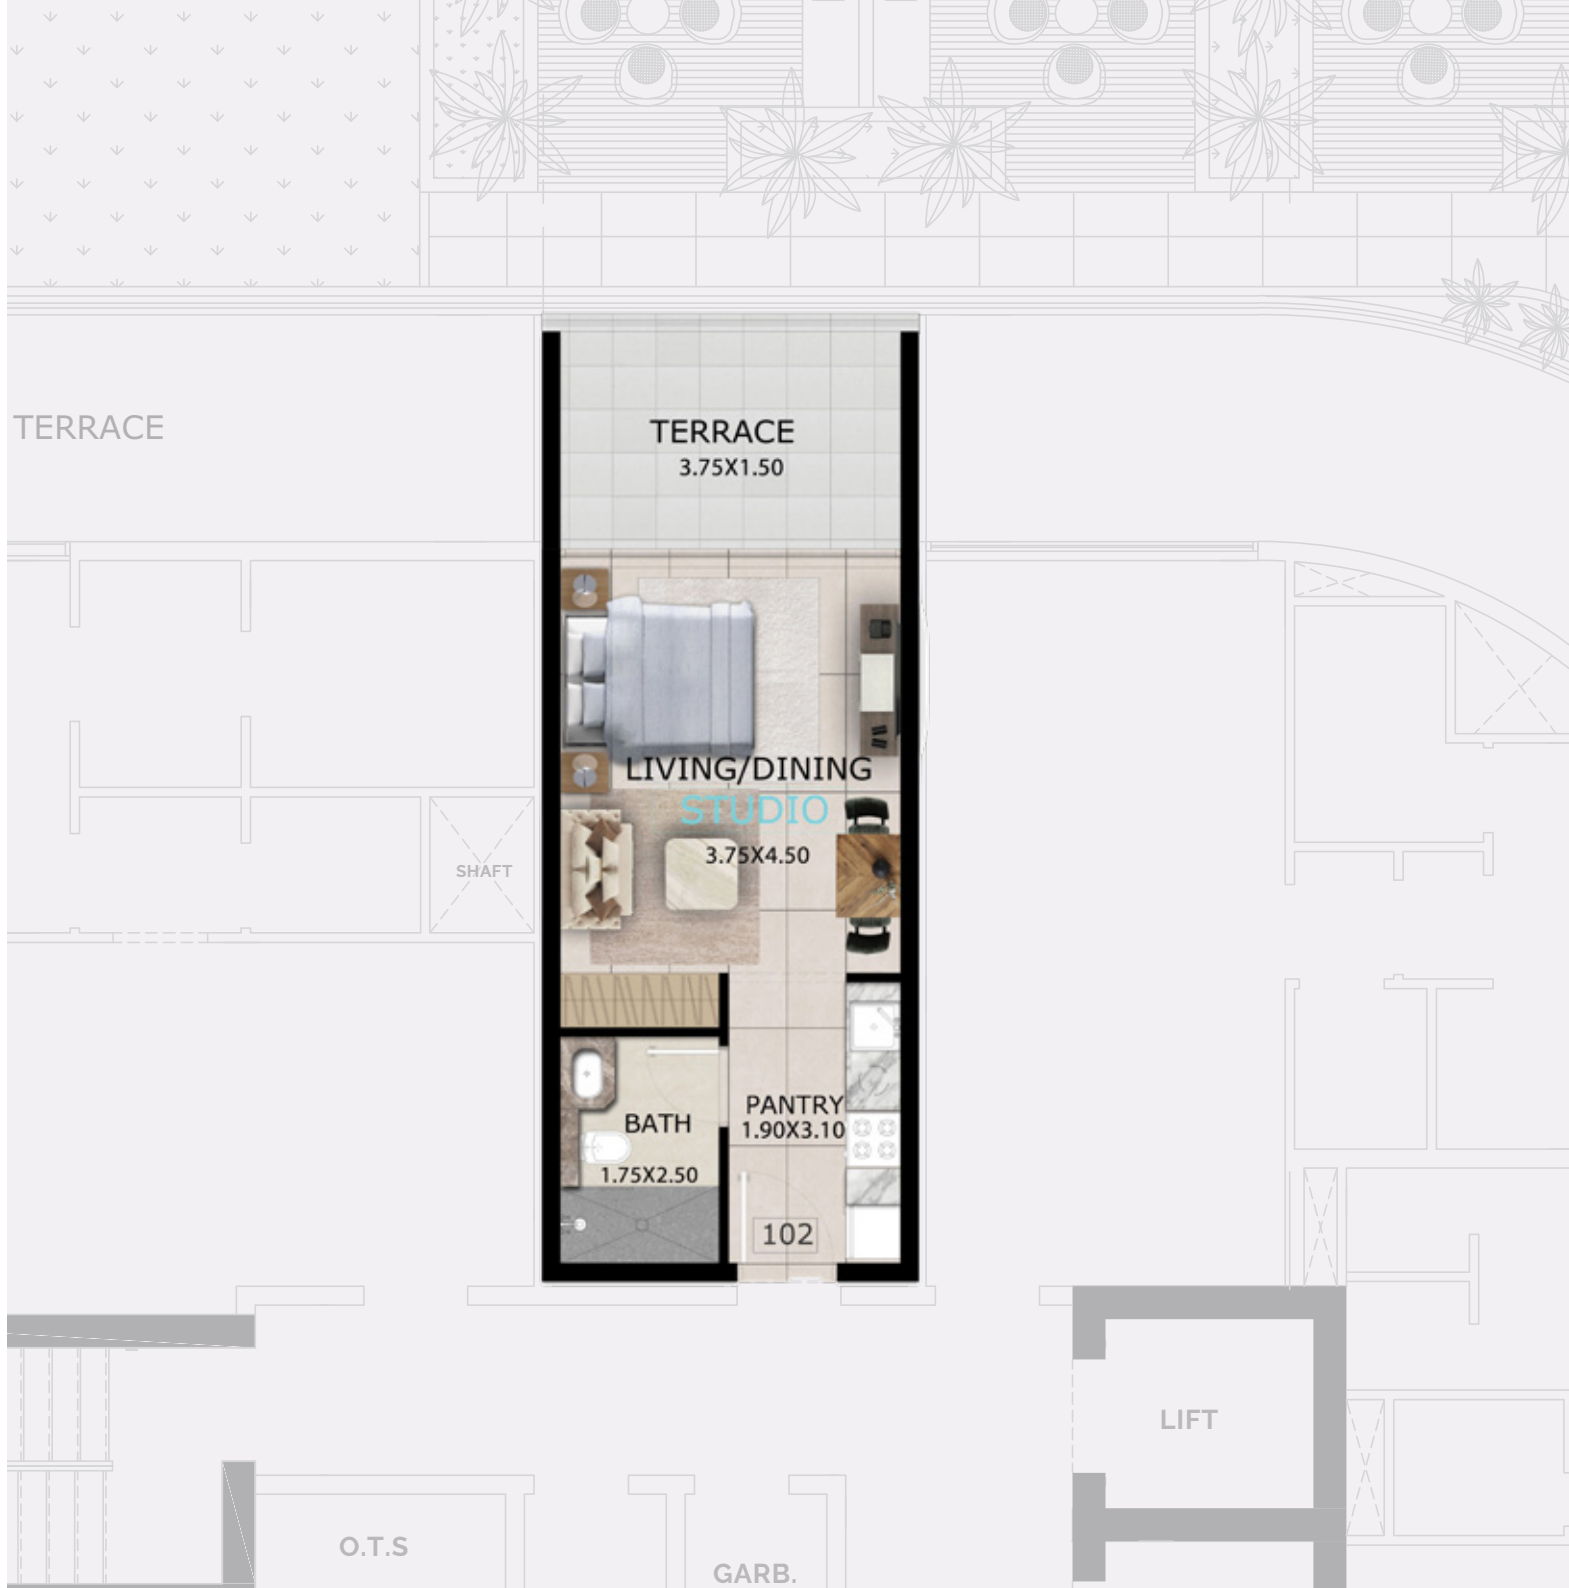 TERRACE
TERRACE
3.75X1.50
LIVING/DINING
STUDIO
3.75X4.50
SHAFT
PANTRY
1.90X3.10
BATH
1.75X2.50
102
LIFT
O.T.S
GARB.